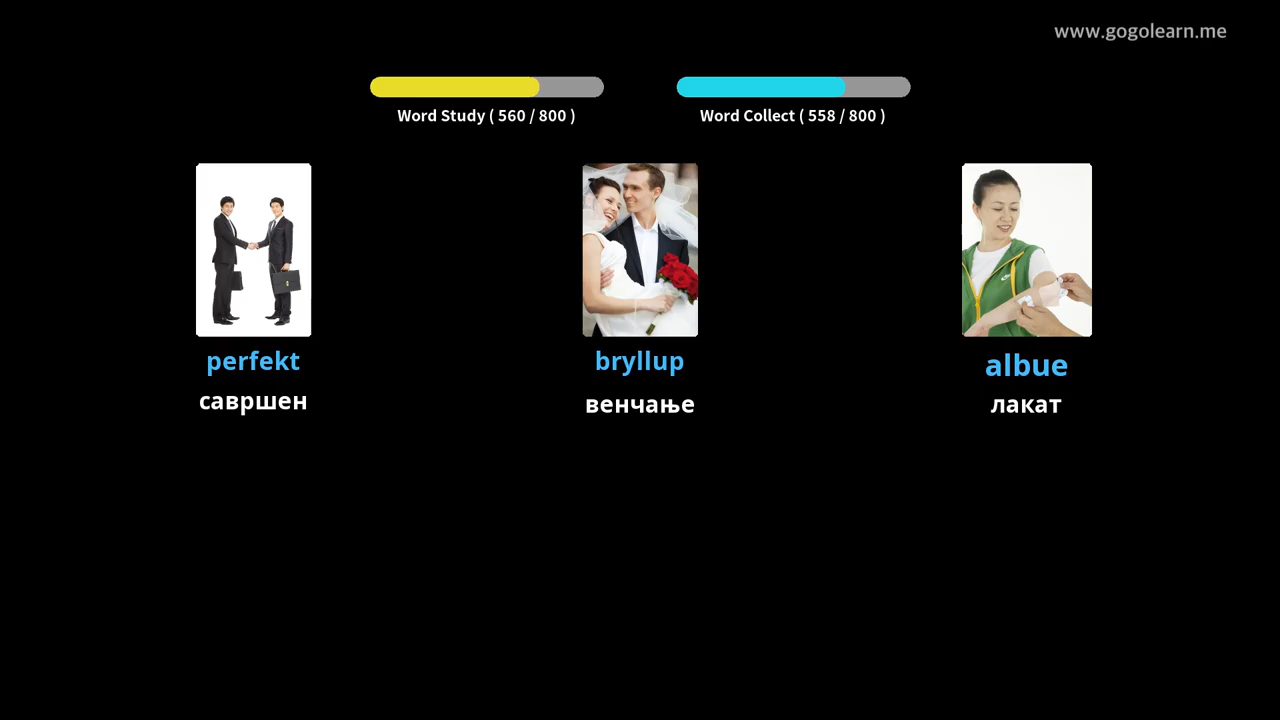 www.gogolearn.me
Word Study ( 560 / 800 )
Word Collect ( 558 / 800 )
perfekt
савршен
bryllup
венчање
albue
лакат